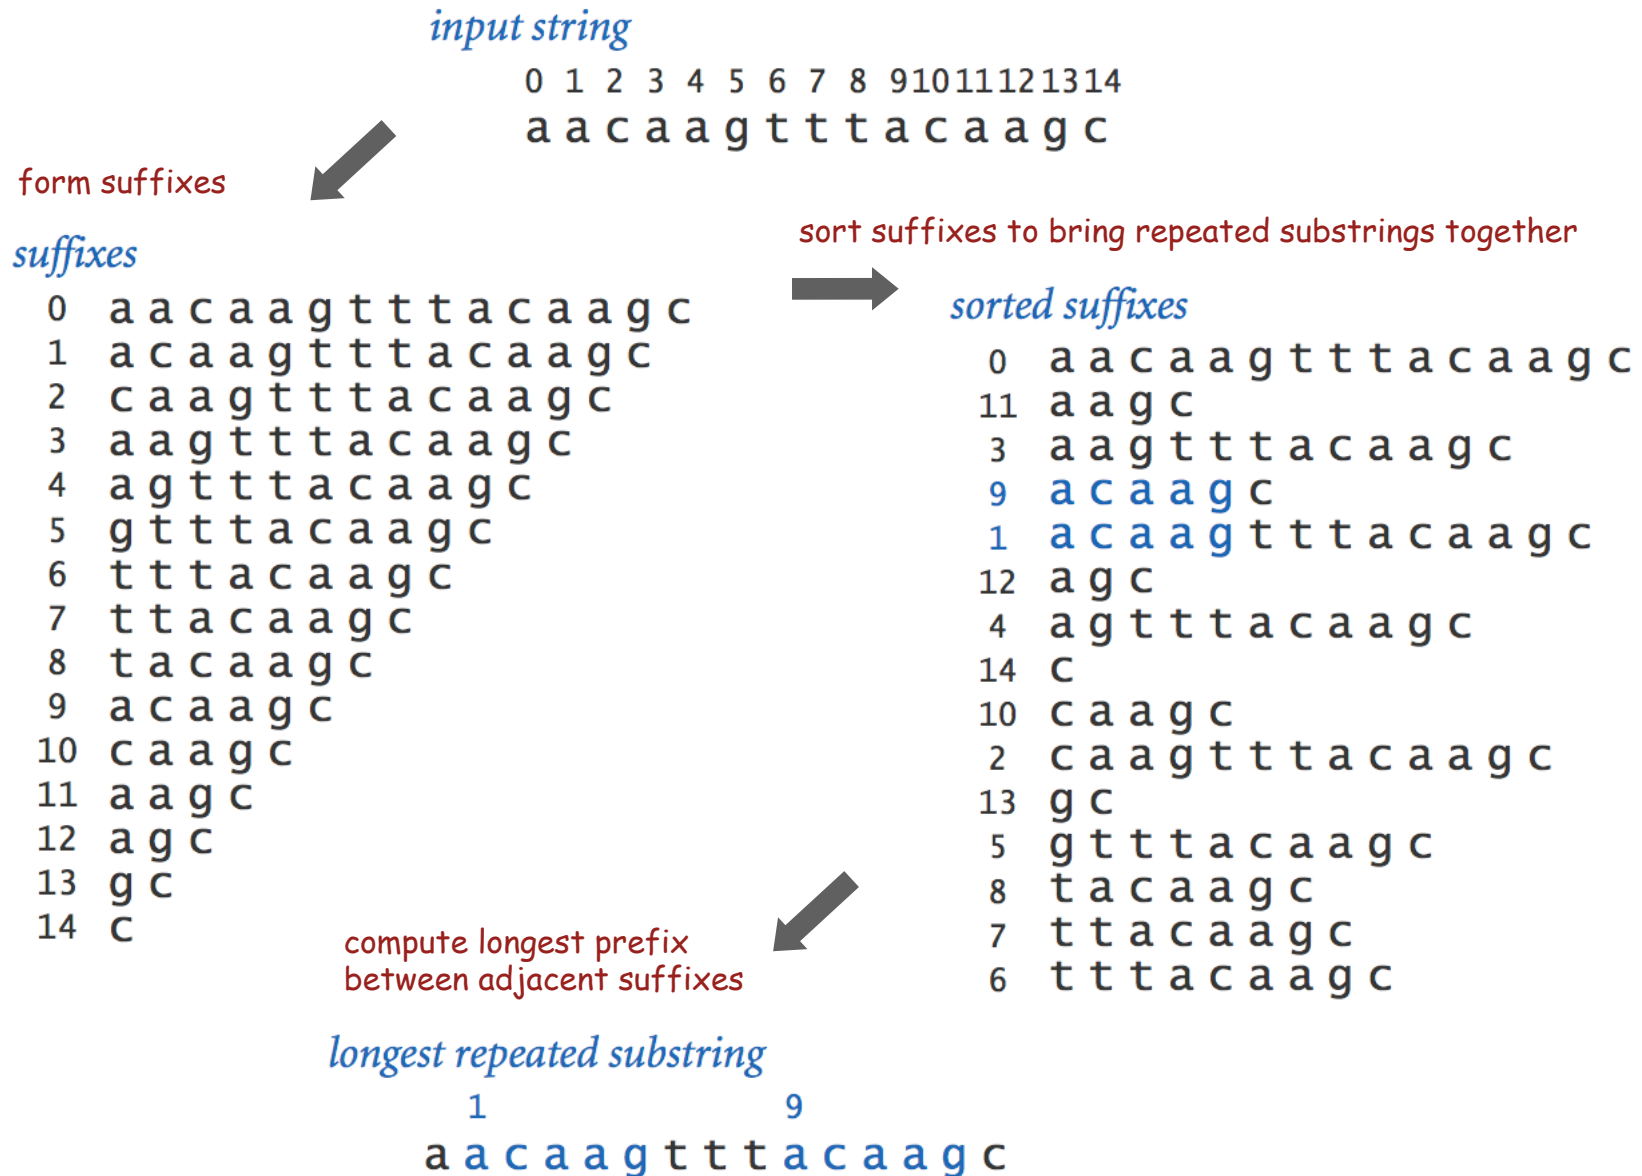 input string
0 1 2 3 4 5 6 7 8 9 10 11 12 13 14
a a c a a g t t t a c a a g c
form suffixes
suffixes
0 a a c a a g t t t a c a a g c
1 a c a a g t t t a c a a g c
2 c a a g t t t a c a a g c
3 a a g t t t a c a a g c
4 a g t t t a c a a g c
5 g t t t a c a a g c
6 t t t a c a a g c
7 t t a c a a g c
8 t a c a a g c
9 a c a a g c
10 c a a g c
11 a a g c
12 a g c
13 g c
14 c
sort suffixes to bring repeated substrings together
sorted suffixes
0 a a c a a g t t t a c a a g c
11 a a g c
3 a a g t t t a c a a g c
9 a c a a g c
1 a c a a g t t t a c a a g c
12 a g c
4 a g t t t a c a a g c
14 c
10 c a a g c
2 c a a g t t t a c a a g c
13 g c
5 g t t t a c a a g c
8 t a c a a g c
7 t t a c a a g c
6 t t t a c a a g c
compute longest prefix
between adjacent suffixes
longest repeated substring
1 9
a a c a a g t t t a c a a g c